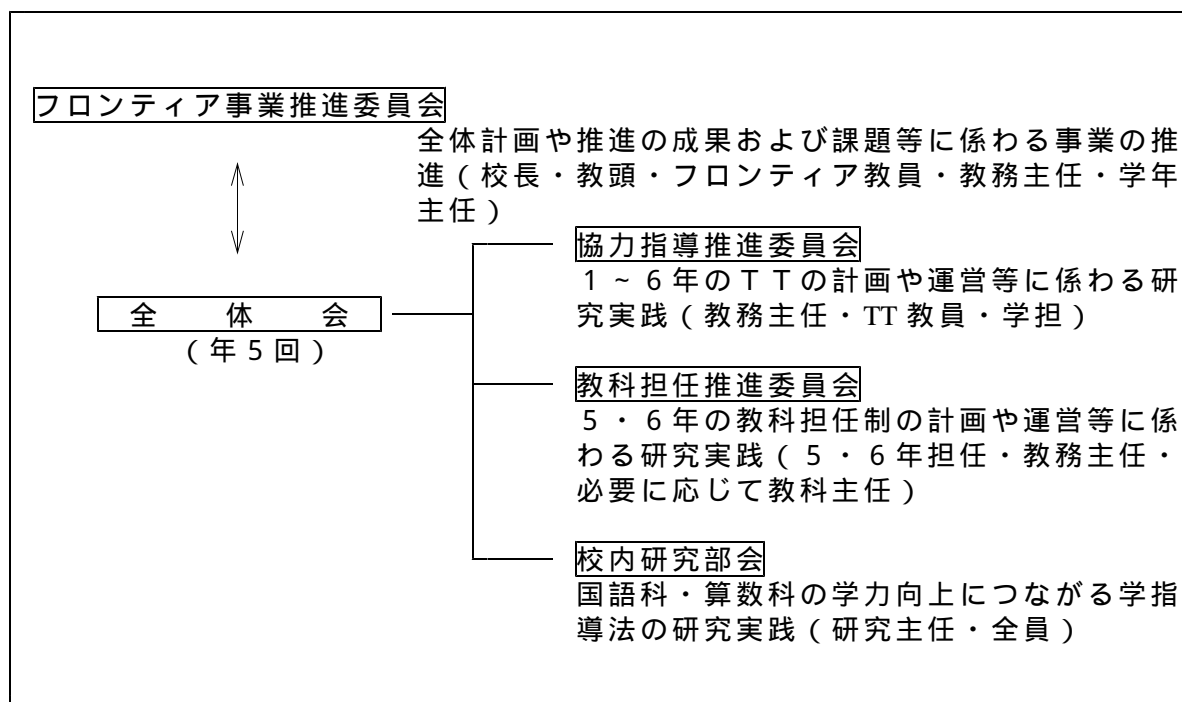 フロンティア事業推進委員会
全体計画や推進の成果および課題等に係わる事業の推
進（校長・教頭・フロンティア教員・教務主任・学年
主任）
協力指導推進委員会
１~６年のＴＴの計画や運営等に係わる研
究実践（教務主任・TT教員・学担）
全　体　会
（年５回）
教科担任推進委員会
５・６年の教科担任制の計画や運営等に係
わる研究実践（５・６年担任・教務主任・
必要に応じて教科主任）
校内研究部会
国語科・算数科の学力向上につながる学指
導法の研究実践（研究主任・全員）